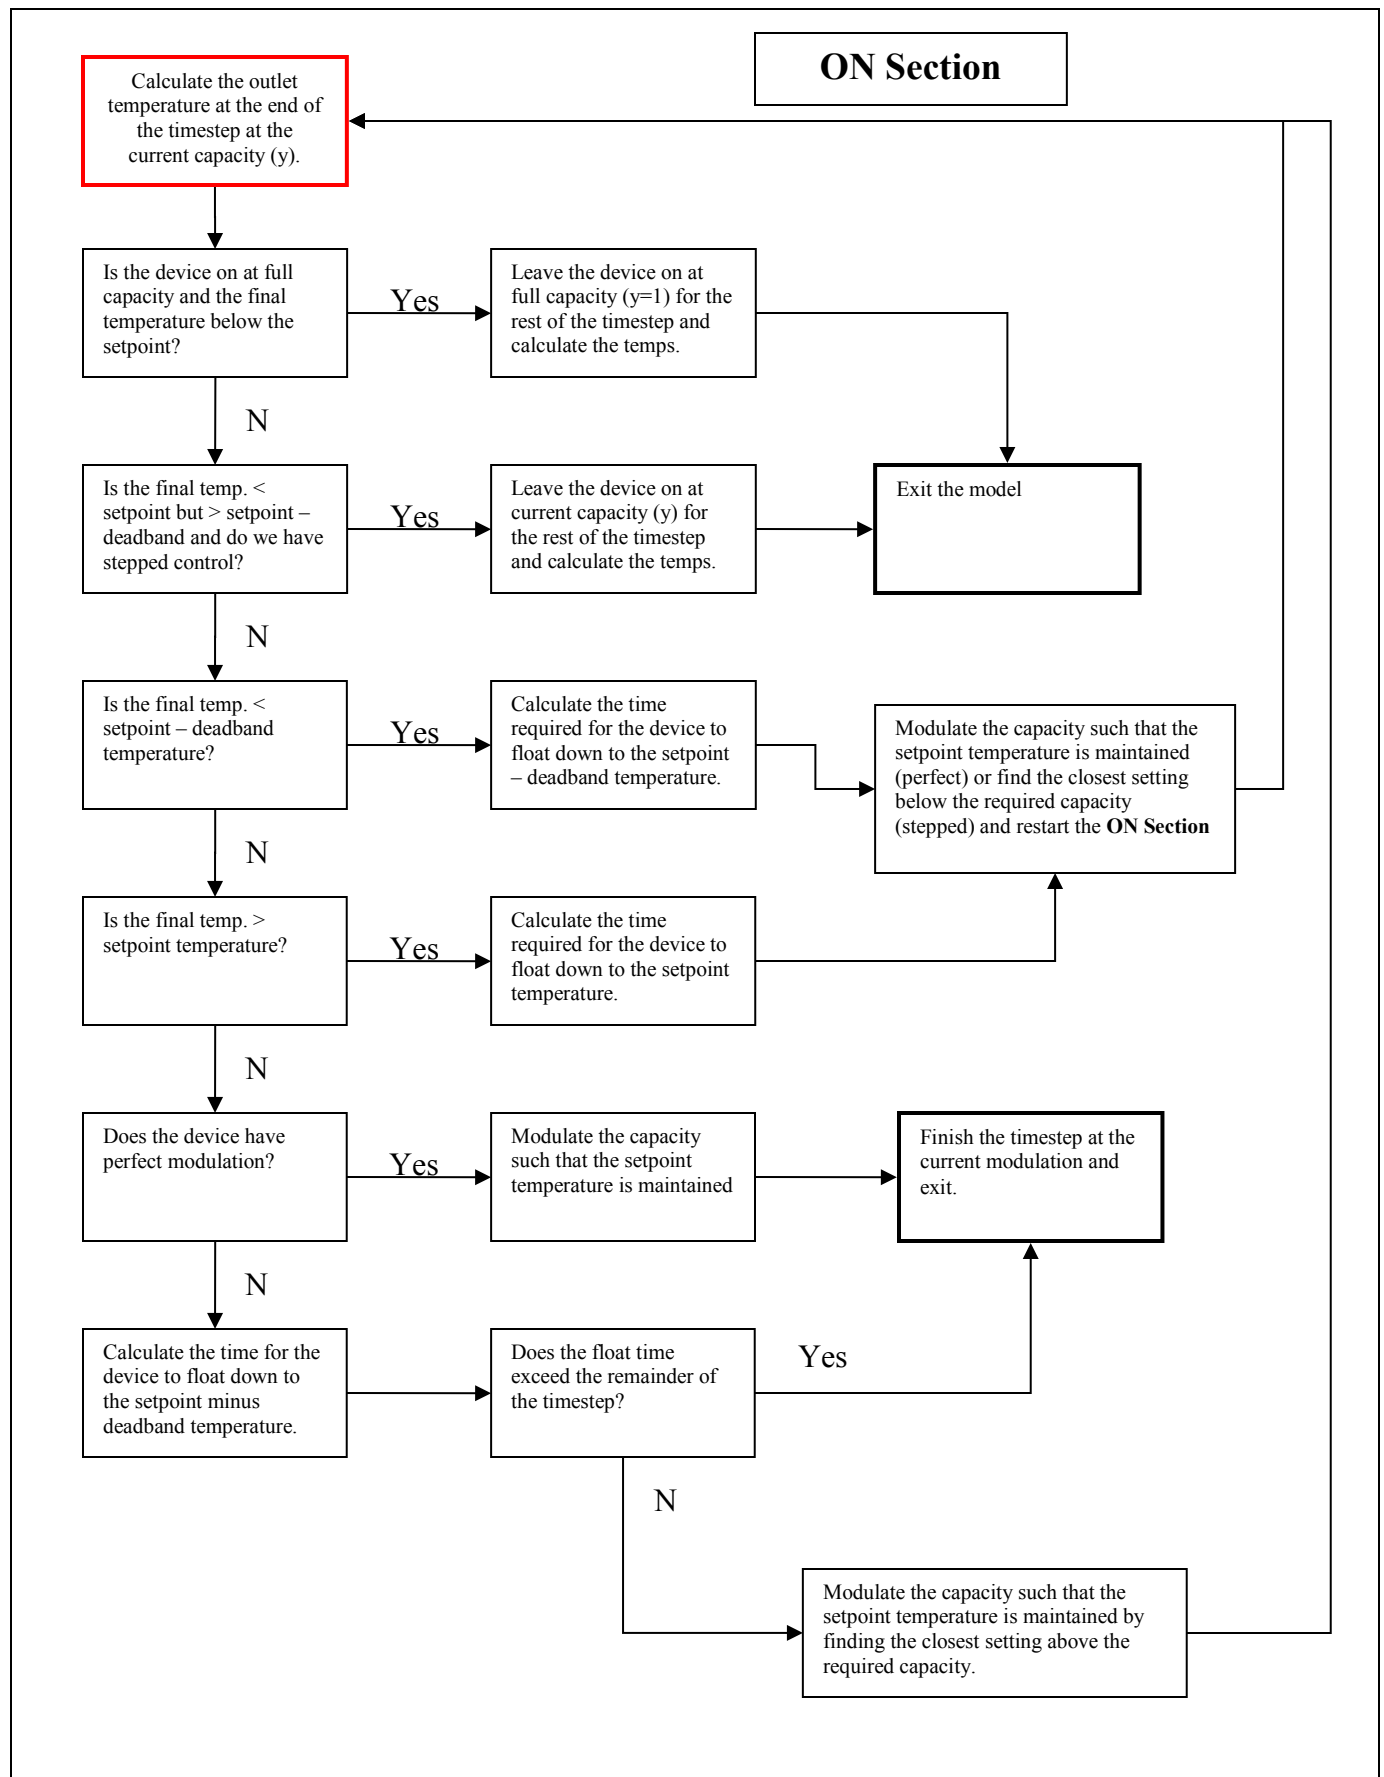 ON Section
Calculate the outlet
temperature at the end of
the timestep at the
current capacity (y).
Is the device on at full
capacity and the final
temperature below the
setpoint?
Yes
Leave the device on at
full capacity (y=1) for the
rest of the timestep and
calculate the temps.
N
Is the final temp. <
setpoint but > setpoint –
deadband and do we have
stepped control?
Yes
Leave the device on at
current capacity (y) for
the rest of the timestep
and calculate the temps.
Exit the model
N
Is the final temp. <
setpoint – deadband
temperature?
Yes
Calculate the time
required for the device to
float down to the setpoint
– deadband temperature.
Modulate the capacity such that the
setpoint temperature is maintained
(perfect) or find the closest setting
below the required capacity
(stepped) and restart the ON Section
N
Is the final temp. >
setpoint temperature?
Yes
Calculate the time
required for the device to
float down to the setpoint
temperature.
N
Does the device have
perfect modulation?
Yes
Modulate the capacity
such that the setpoint
temperature is maintained
Finish the timestep at the
current modulation and
exit.
N
Calculate the time for the
device to float down to
the setpoint minus
deadband temperature.
Does the float time
exceed the remainder of
the timestep?
Yes
N
Modulate the capacity such that the
setpoint temperature is maintained by
finding the closest setting above the
required capacity.